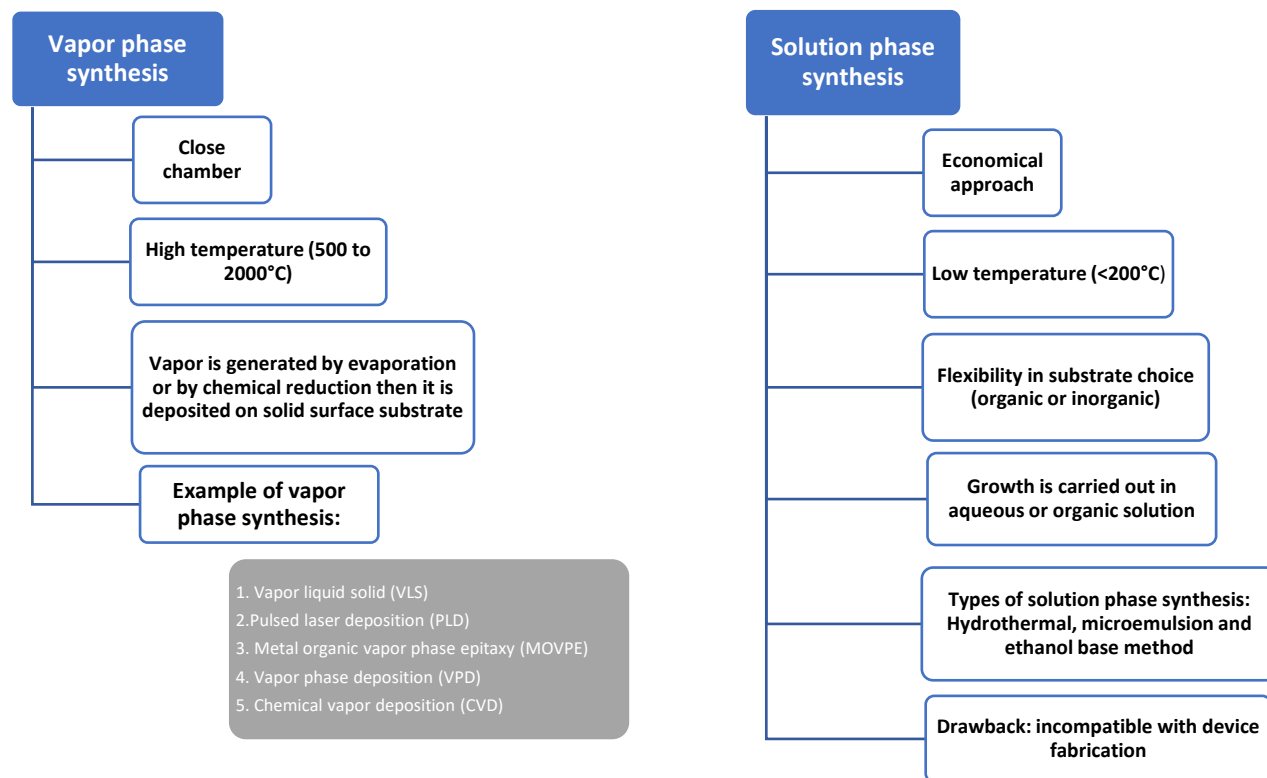 Vapor phase
synthesis
Close
chamber
High temperature (500 to
2000°C)
Vapor is generated by evaporation
or by chemical reduction then it is
deposited on solid surface substrate
Example of vapor
phase synthesis:
1. Vapor liquid solid (VLS)
2.Pulsed laser deposition (PLD)
3. Metal organic vapor phase epitaxy (MOVPE)
4. Vapor phase deposition (VPD)
5. Chemical vapor deposition (CVD)
Solution phase
synthesis
Economical
approach
Low temperature (<200°C)
Flexibility in substrate choice
(organic or inorganic)
Growth is carried out in
aqueous or organic solution
Types of solution phase synthesis:
Hydrothermal, microemulsion and
ethanol base method
Drawback: incompatible with device
fabrication